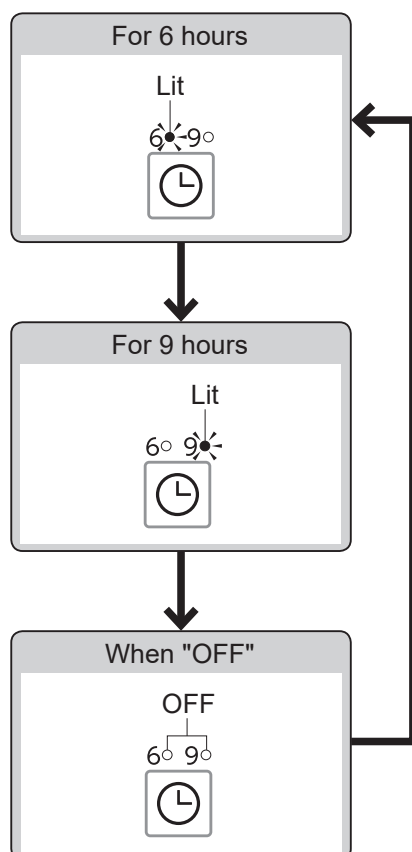 For 6 hours
Lit
6 9
For 9 hours
Lit
6 9
When "OFF"
OFF
6 9